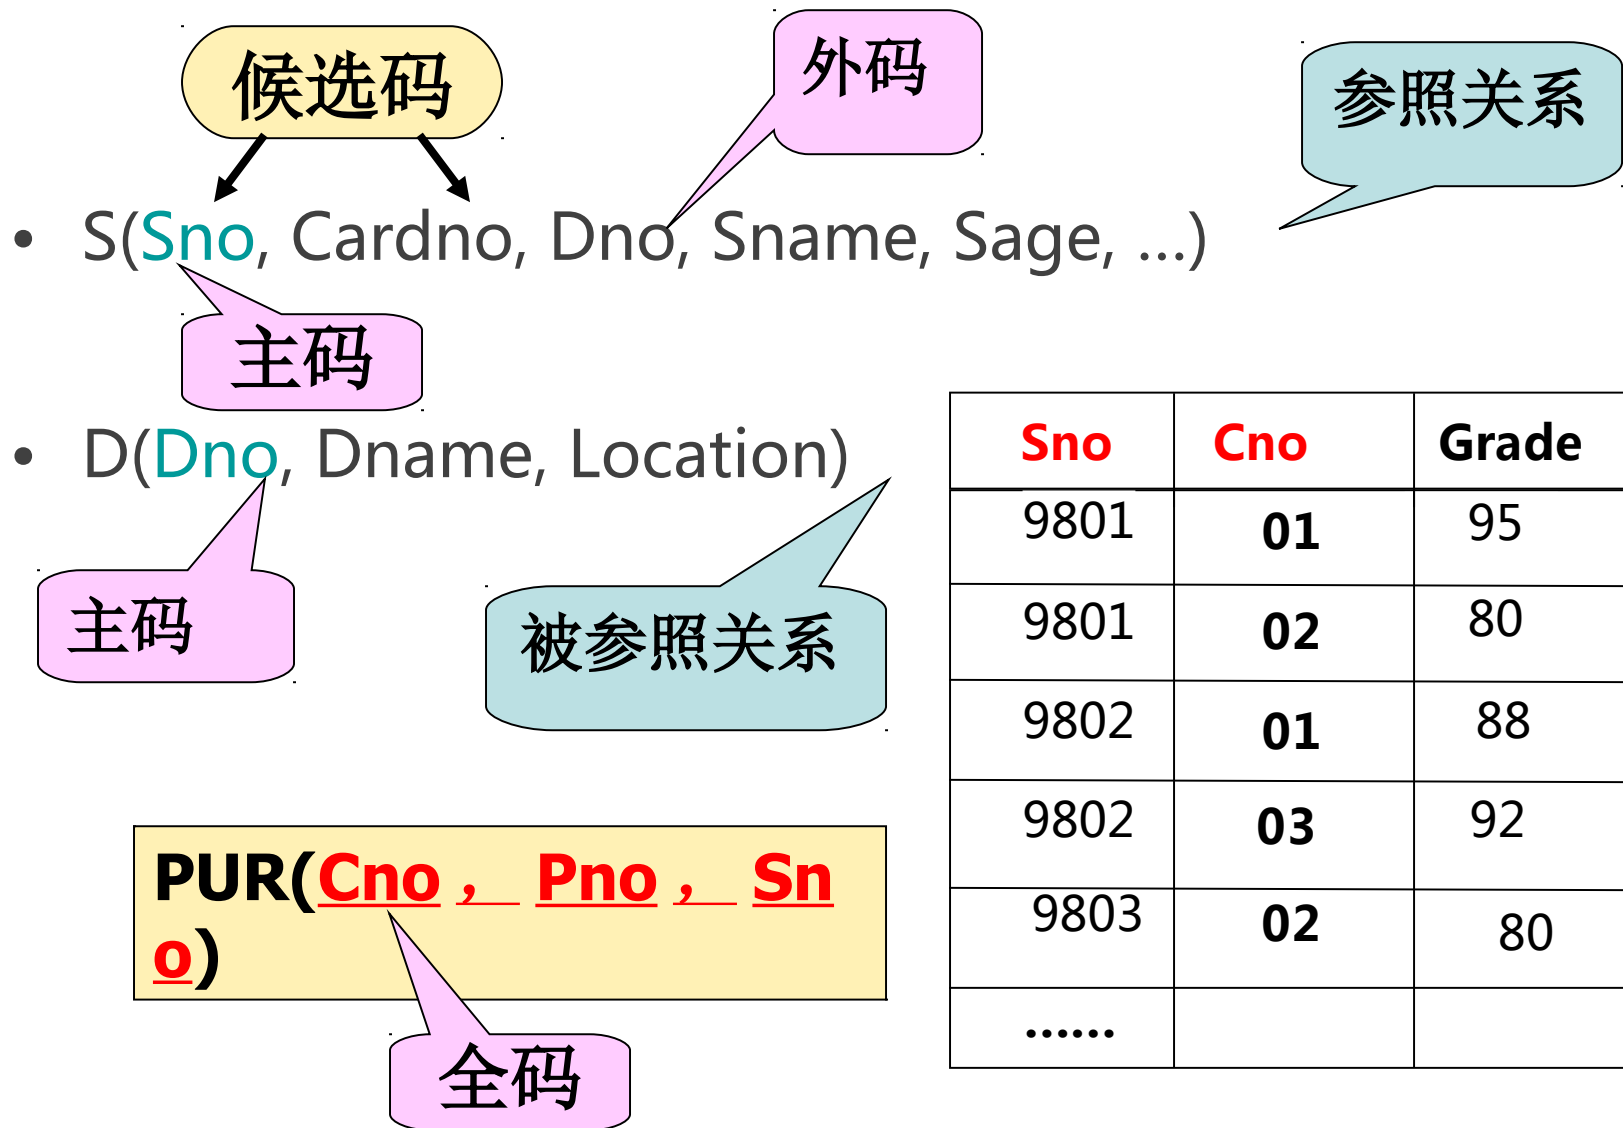 候选码
外码
参照关系
• S(Sno, Cardno, Dno, Sname, Sage, ...)
主码
• D(Dno, Dname, Location)
主码
被参照关系
PUR(Cno， Pno， Sn
o)
全码
Sno Cno Grade
9801 01 95
9801 02 80
9802 01 88
9802 03 92
9803 02 80
……